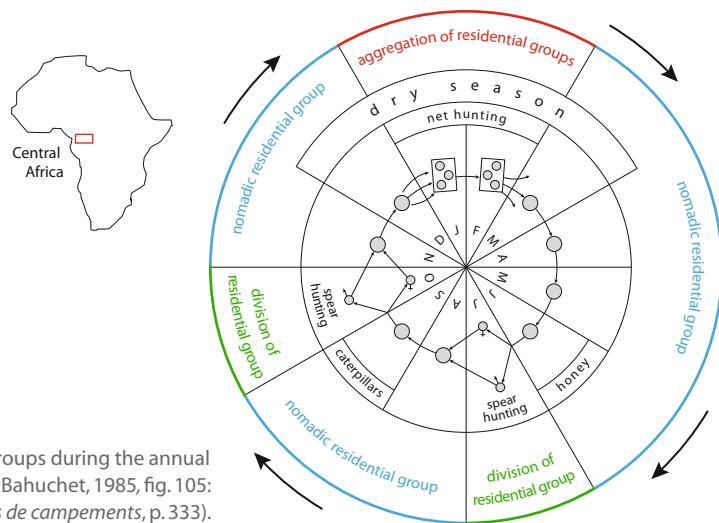 Central
Africa
aggregation of residential groups
nomadic residential group
nomadic residential group
dry season
net hunting
J F M A M J J A S O N D
spear
hunting
division of
residential group
caterpillars
honey
spear
hunting
nomadic residential group
division of
residential group
roups during the annual
Bahuchet, 1985, fig. 105:
s de campements, p. 333).